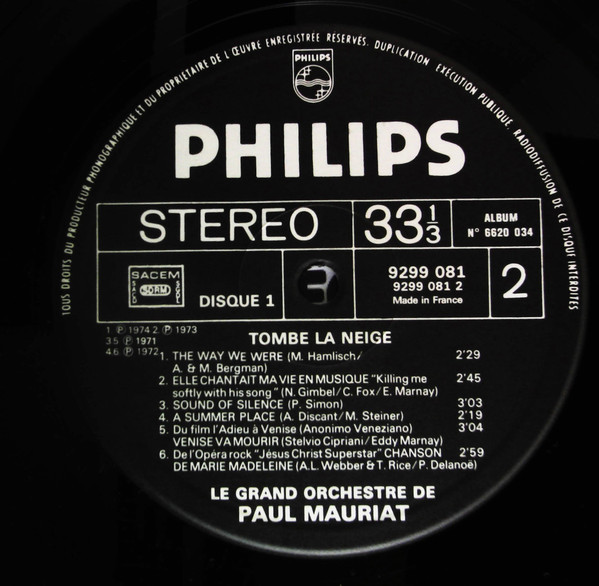 TOUS DROITS DU PRODUCTEUR PHONOGRAPHIQUE ET DU PROPRIETAIRE DE L'ŒUVRE ENREGISTREE RESERVES. DUPLICATION EXECUTION PUBLIQUE RADIODIFFUSION DE CE DISQUE INTERDITES
PHILIPS
PHILIPS
STEREO 33 1/3 ALBUM
N° 6620 034
SACEM
SACD SDRM SGDL
DISQUE 1
9299 081
9299 081 2
Made in France
2
1 Ⓟ 1974 2 Ⓟ 1973
3.5 Ⓟ 1971
4.6 Ⓟ 1972
TOMBE LA NEIGE
1. THE WAY WE WERE (M. Hamlisch/ 2'29
A. & M. Bergman)
2. ELLE CHANTAIT MA VIE EN MUSIQUE "Killing me 2'45
softly with his song" (N. Gimbel/C. Fox/E. Marnay)
3. SOUND OF SILENCE (P. Simon) 3'03
4. A SUMMER PLACE (A. Discant/M. Steiner) 2'19
5. Du film l'Adieu à Venise (Anonimo Veneziano) 3'04
VENISE VA MOURIR (Stelvio Cipriani/Eddy Marnay)
6. De l'Opéra rock "Jésus Christ Superstar" CHANSON 2'59
DE MARIE MADELEINE (A.L. Webber & T. Rice/P. Delanoë)
LE GRAND ORCHESTRE DE
PAUL MAURIAT